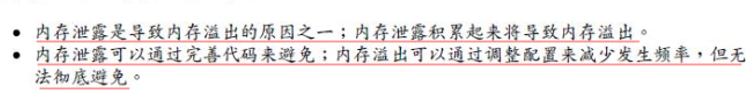 • 内存泄露是导致内存溢出的原因之一；内存泄露积累起来将导致内存溢出。
• 内存泄露可以通过完善代码来避免；内存溢出可以通过调整配置来减少发生频率，但无
法彻底避免。